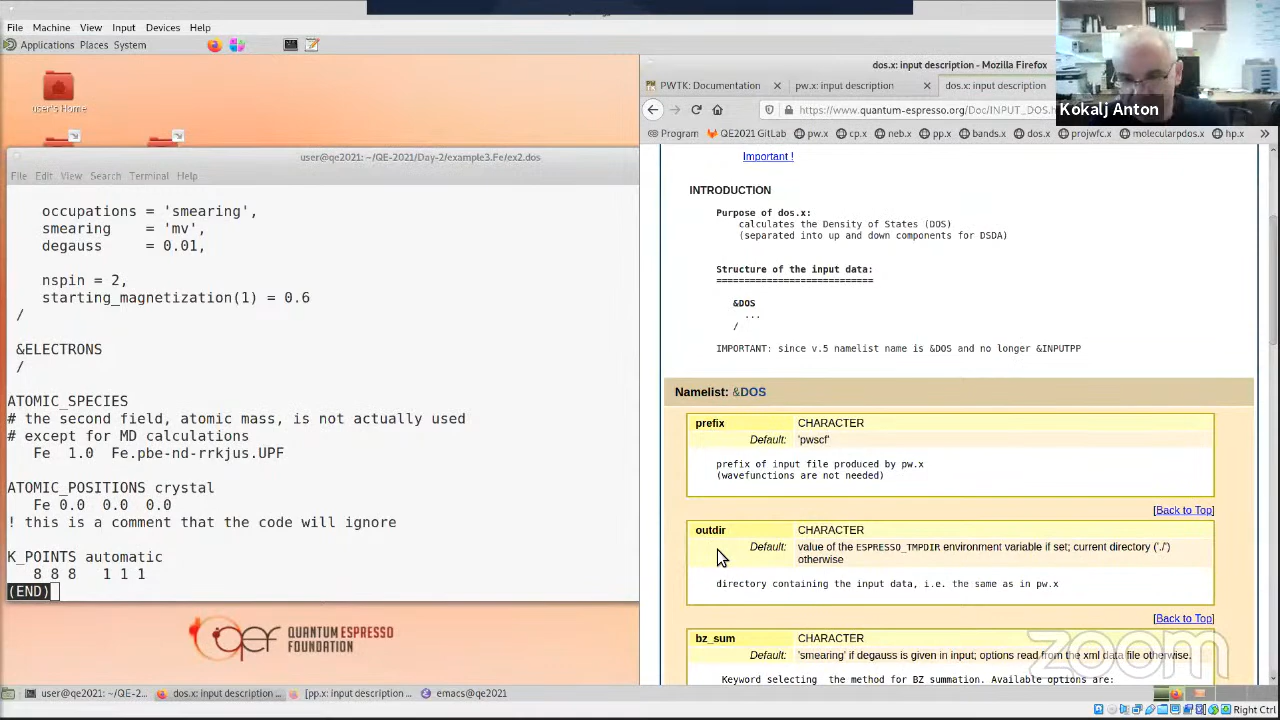 File Machine View Input Devices Help
Applications Places System
user's Home
user@qe2021: ~/QE-2021/Day-2/example3.Fe/ex2.dos
File Edit View Search Terminal Help
occupations = 'smearing',
smearing = 'mv',
degauss = 0.01,
nspin = 2,
starting_magnetization(1) = 0.6
/
&ELECTRONS
/
ATOMIC_SPECIES
# the second field, atomic mass, is not actually used
# except for MD calculations
Fe 1.0 Fe.pbe-nd-rrkjus.UPF
ATOMIC_POSITIONS crystal
Fe 0.0 0.0 0.0
! this is a comment that the code will ignore
K_POINTS automatic
8 8 8 1 1 1
(END)
QUANTUM ESPRESSO
FOUNDATION
dos.x: input description - Mozilla Firefox
PWTK: Documentation
pw.x: input description
dos.x: input description
https://www.quantum-espresso.org/Doc/INPUT_DOS.h
Kokalj Anton
Program QE2021 GitLab pw.x cp.x neb.x pp.x bands.x dos.x projwfc.x molecularpdos.x hp.x
Important !
INTRODUCTION
Purpose of dos.x:
calculates the Density of States (DOS)
(separated into up and down components for DSDA)
Structure of the input data:
============================
&DOS
...
/
IMPORTANT: since v.5 namelist name is &DOS and no longer &INPUTPP
Namelist: &DOS
prefix CHARACTER
Default: 'pwscf'
prefix of input file produced by pw.x
(wavefunctions are not needed)
[Back to Top]
outdir CHARACTER
Default: value of the ESPRESSO_TMPDIR environment variable if set; current directory ('./')
otherwise
directory containing the input data, i.e. the same as in pw.x
[Back to Top]
bz_sum CHARACTER
Default: 'smearing' if degauss is given in input; options read from the xml data file otherwise.
Keyword selecting the method for BZ summation. Available options are:
zoom
user@qe2021: ~/QE-2...
dos.x: input description ...
[pp.x: input description ...
emacs@qe2021
Right Ctrl